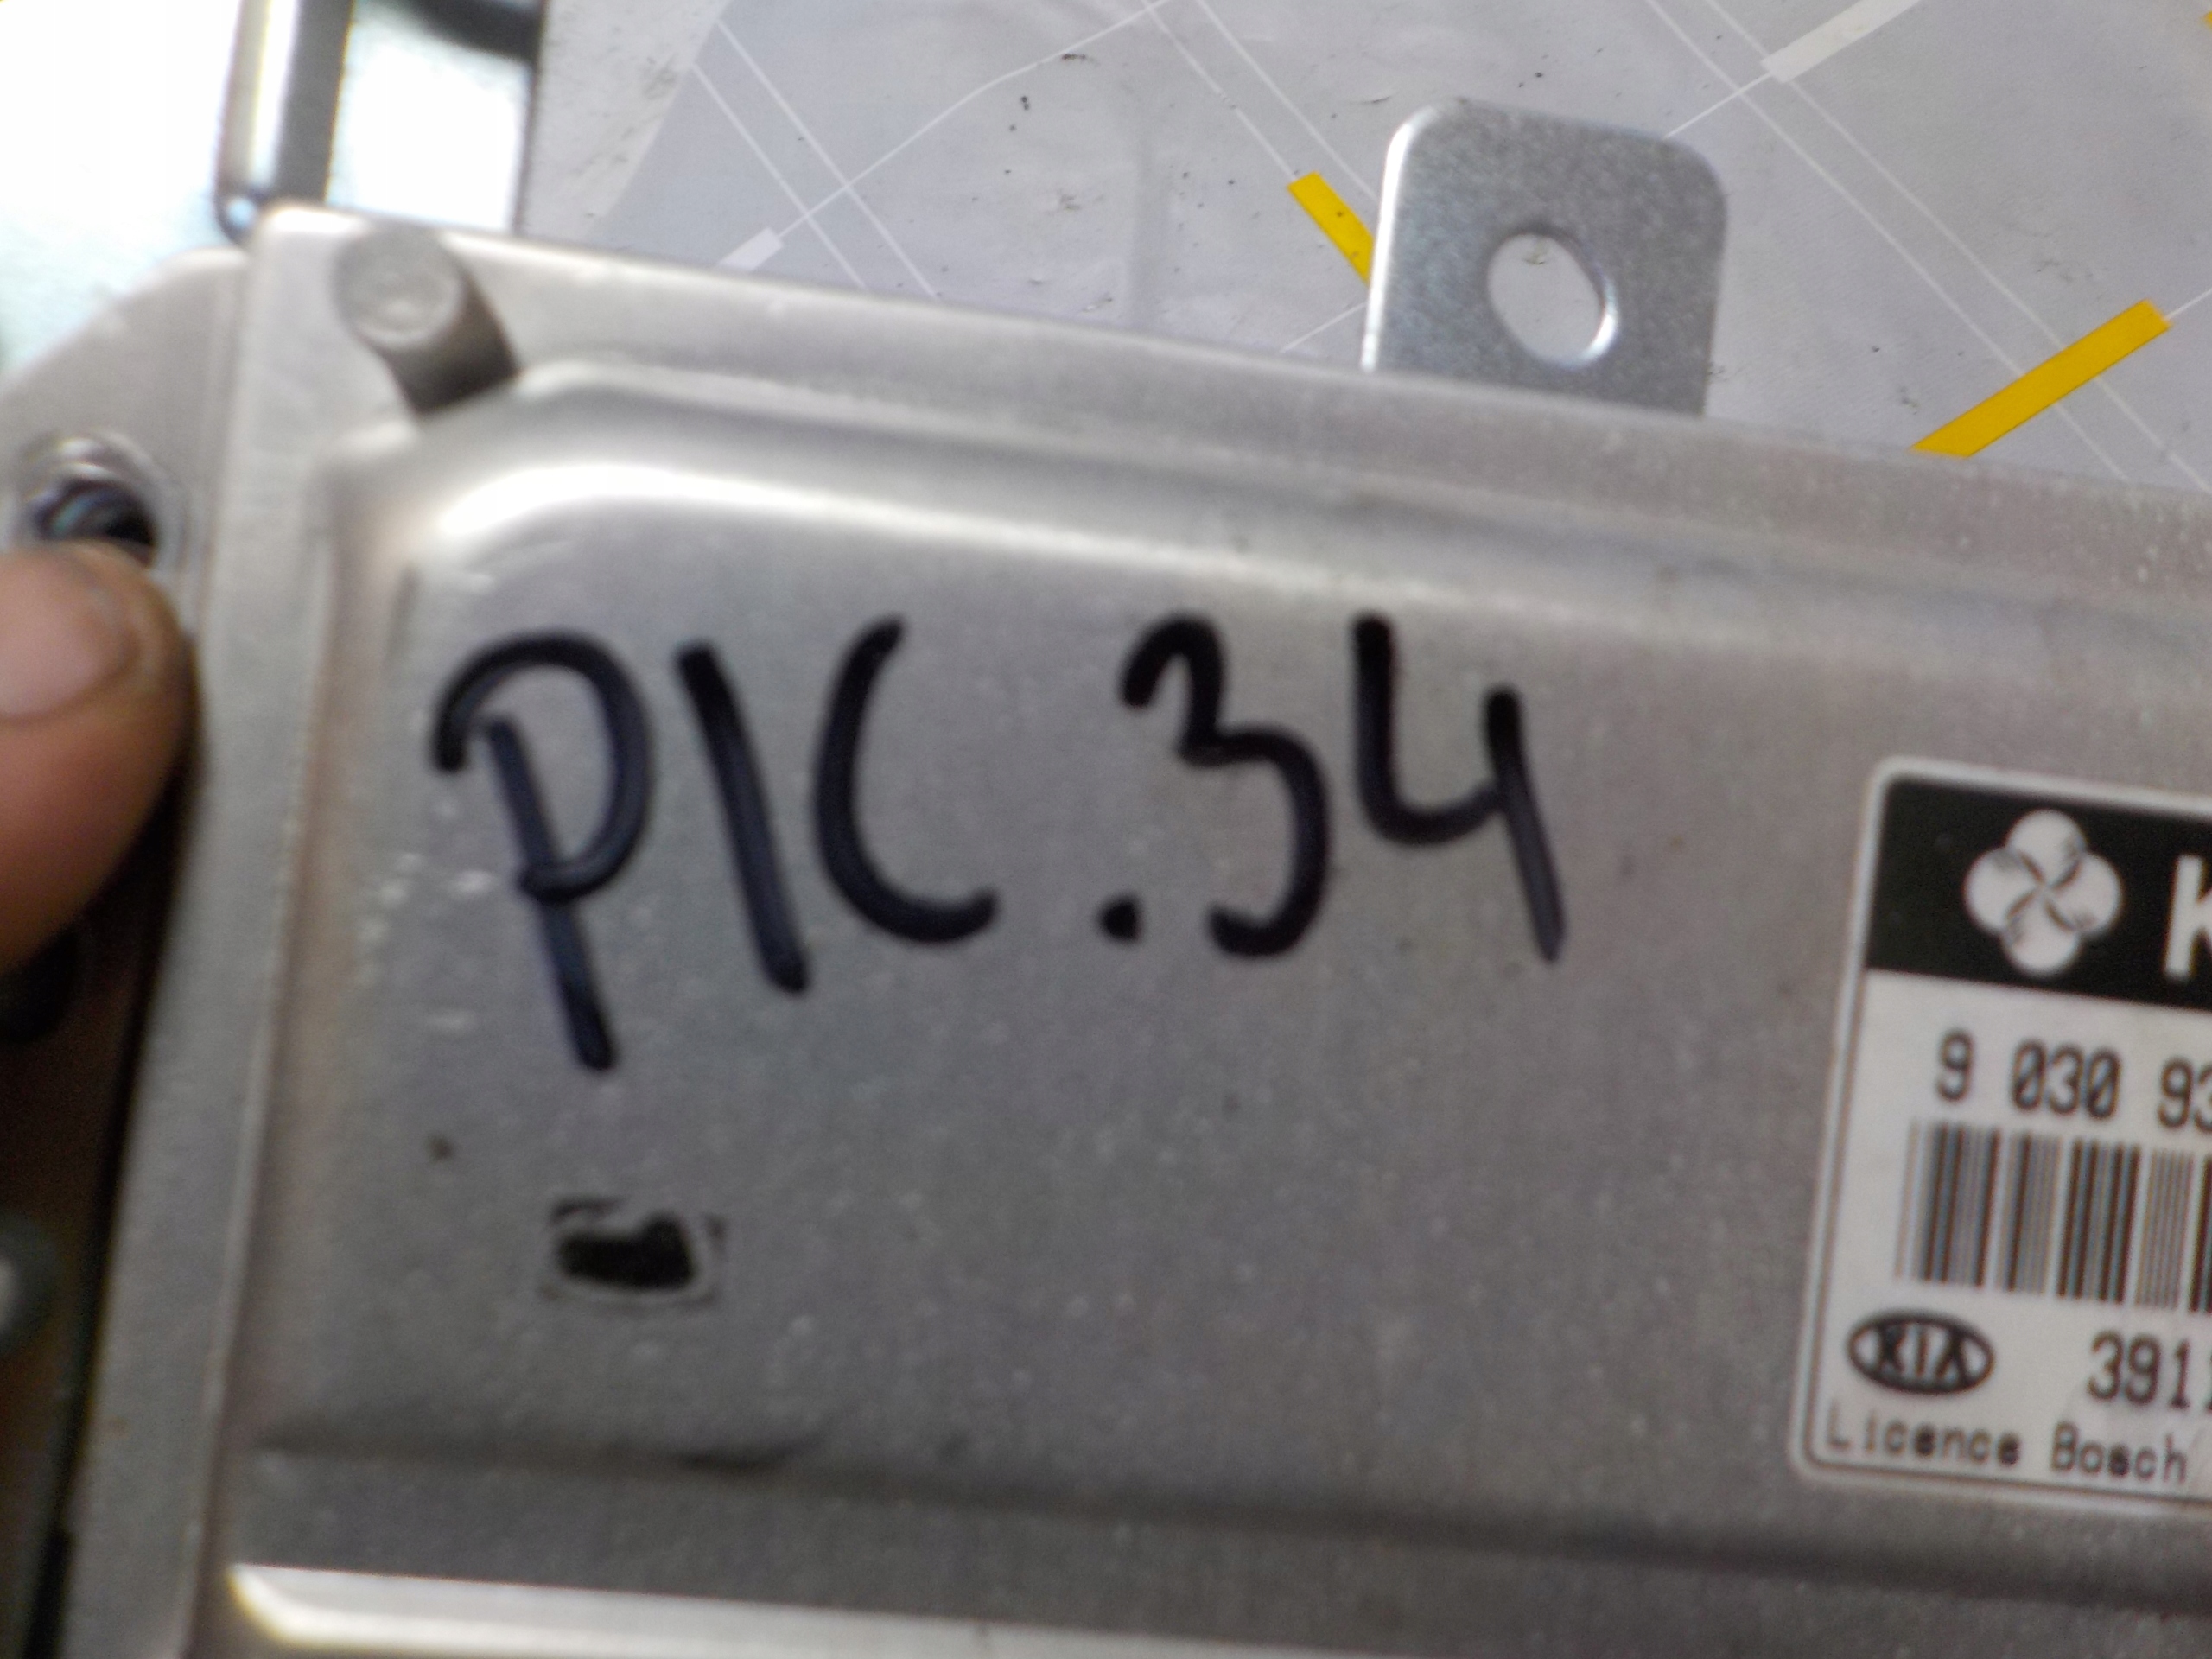 PIC.34
K
9 030 93
KIA 391
Licence Bosch